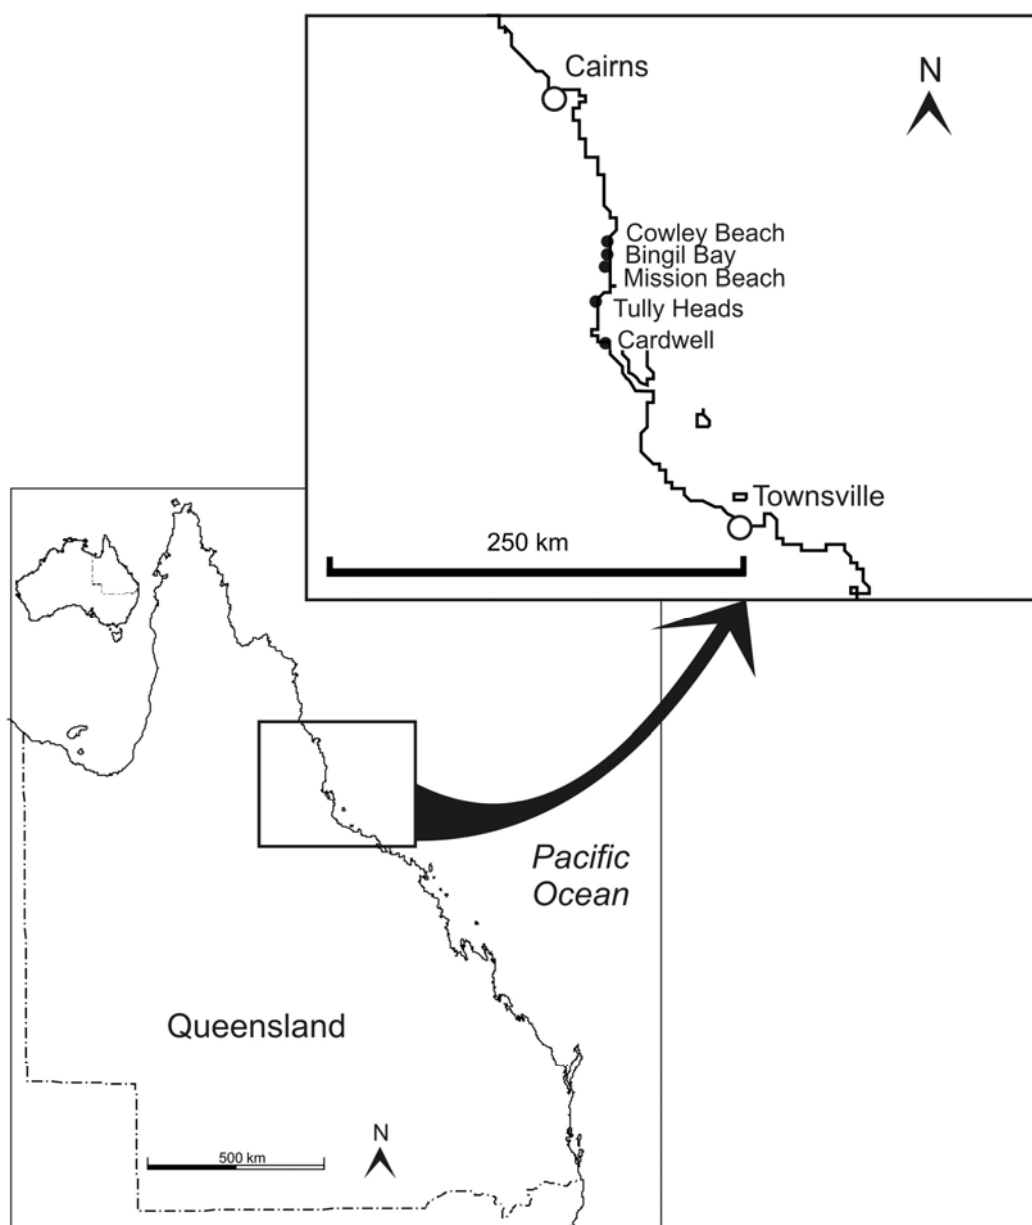 Cairns
N
Cowley Beach
Bingil Bay
Mission Beach
Tully Heads
Cardwell
Townsville
250 km
Pacific
Ocean
Queensland
500 km
N